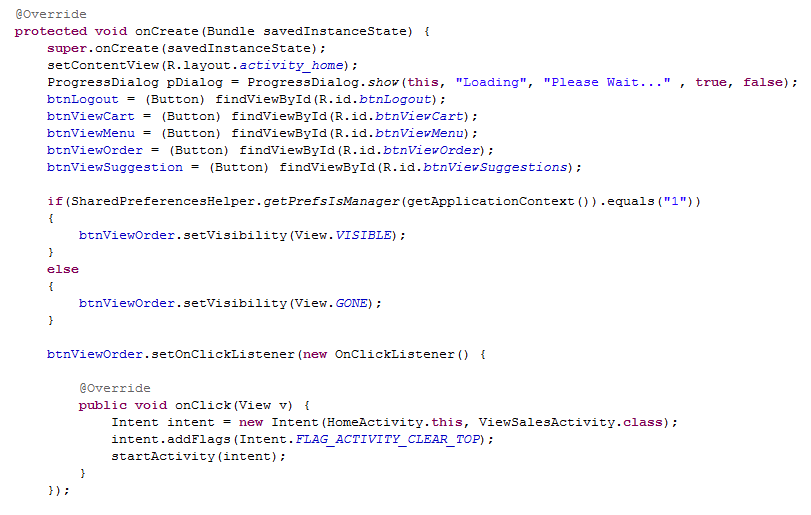 @Override
protected void onCreate(Bundle savedInstanceState) {
super.onCreate(savedInstanceState);
setContentView(R.layout.activity_home);
ProgressDialog pDialog = ProgressDialog.show(this, "Loading", "Please Wait..." , true, false);
btnLogout = (Button) findViewById(R.id.btnLogout);
btnViewCart = (Button) findViewById(R.id.btnViewCart);
btnViewMenu = (Button) findViewById(R.id.btnViewMenu);
btnViewOrder = (Button) findViewById(R.id.btnViewOrder);
btnViewSuggestion = (Button) findViewById(R.id.btnViewSuggestions);
if(SharedPreferencesHelper.getPrefsIsManager(getApplicationContext()).equals("1"))
{
btnViewOrder.setVisibility(View.VISIBLE);
}
else
{
btnViewOrder.setVisibility(View.GONE);
}
btnViewOrder.setOnClickListener(new OnClickListener() {
@Override
public void onClick(View v) {
Intent intent = new Intent(HomeActivity.this, ViewSalesActivity.class);
intent.addFlags(Intent.FLAG_ACTIVITY_CLEAR_TOP);
startActivity(intent);
}
});